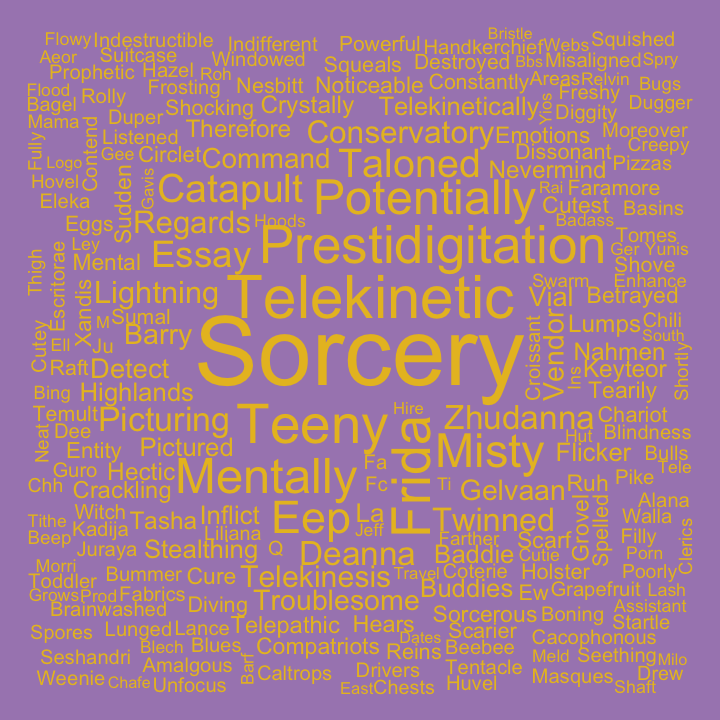 Flowy
Indestructible
Indifferent
Powerful
Handkerchief
Bristle
Webs
Squished
Aeor
Suitcase
Windowed
Squeals
Destroyed
Bbs
Misaligned
Spry
Prophetic
Hazel
Roh
Nesbitt
Noticeable
Constantly
Areas
Relvin
Bugs
Flood
Bagel
Rolly
Frosting
Shocking
Crystally
Telekinetically
Ylos
Freshy
Diggity
Dugger
Mama
Duper
Therefore
Conservatory
Emotions
Moreover
Fully
Contend
Listened
Logo
Gee
Circlet
Command
Taloned
Nevermind
Dissonant
Creepy
Pizzas
Hovel
Sudden
Gavis
Catapult
Potentially
Rai
Faramore
Eleka
Cutest
Basins
Eggs
Regards
Hoods
Prestidigitation
Badass
Tomes
Ley
Mental
Essay
Ger
Yunis
Shove
Thigh
Escritorae
Xandis
Lightning
Telekinetic
Swarm
Enhance
Vial
Betrayed
M
Sumal
Sorcery
Vendor
Lumps
Chili
Cutey
Ell
Ju
Barry
Croissant
South
Nahmen
Shortly
Raft
Detect
Ins
Keyteor
Bing
Highlands
Tearily
Temult
Picturing
Teeny
Hire
Zhudanna
Chariot
Neat
Dee
Pictured
Frida
Misty
Hut
Blindness
Entity
Flicker
Bulls
Guro
Hectic
Mentally
Fa
Tele
Chh
Crackling
Fc
Ti
Gelvaan
Ruh
Pike
Witch
Tasha
Inflict
Eep
La
Twinned
Grovel
Spelled
Alana
Tithe
Kadija
Liliana
Jeff
Walla
Beep
Juraya
Stealthing
Q
Deanna
Farther
Baddie
Scarf
Filly
Clerics
Cutie
Porn
Morri
Toddler
Bummer
Cure
Telekinesis
Travel
Coterie
Holster
Poorly
Grows
Prod
Fabrics
Buddies
Ew
Grapefruit
Lash
Brainwashed
Diving
Troublesome
Sorcerous
Boning
Assistant
Spores
Lunged
Lance
Telepathic
Hears
Scarier
Startle
Blech
Blues
Compatriots
Dates
Reins
Beebee
Cacophonous
Seshandri
Amalgous
Barf
Caltrops
Drivers
Tentacle
Meld
Seething
Milo
Weenie
Chafe
Unfocus
East
Chests
Huvel
Masques
Drew
Shaft